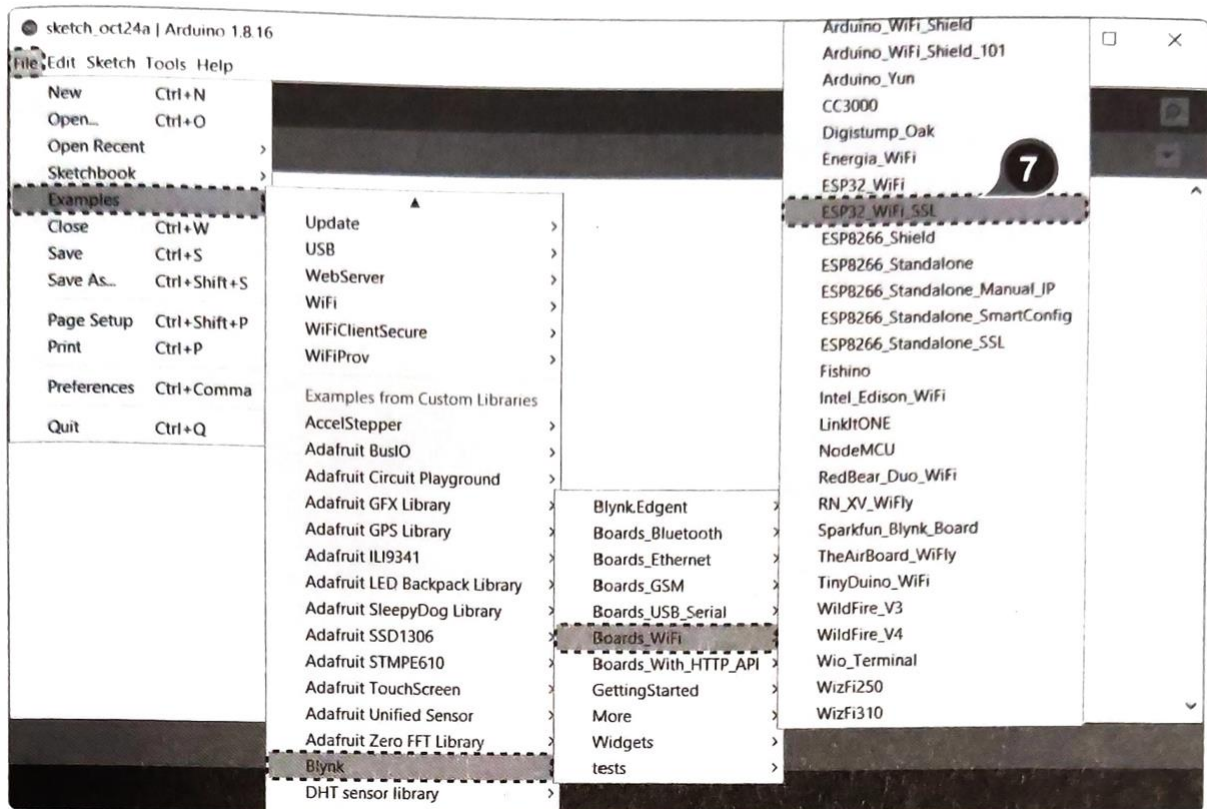 sketch_oct24a | Arduino 1.8.16
File Edit Sketch Tools Help
New Ctrl+N
Open... Ctrl+O
Open Recent
Sketchbook
Examples
Close Ctrl+W
Save Ctrl+S
Save As... Ctrl+Shift+S
Page Setup Ctrl+Shift+P
Print Ctrl+P
Preferences Ctrl+Comma
Quit Ctrl+Q
Update
USB
WebServer
WiFi
WiFiClientSecure
WiFiProv
Examples from Custom Libraries
AccelStepper
Adafruit BusIO
Adafruit Circuit Playground
Adafruit GFX Library
Adafruit GPS Library
Adafruit ILI9341
Adafruit LED Backpack Library
Adafruit SleepyDog Library
Adafruit SSD1306
Adafruit STMPE610
Adafruit TouchScreen
Adafruit Unified Sensor
Adafruit Zero FFT Library
Blynk
DHT sensor library
Blynk.Edgent
Boards_Bluetooth
Boards_Ethernet
Boards_GSM
Boards_USB_Serial
Boards_WiFi
Boards_With_HTTP_API
GettingStarted
More
Widgets
tests
Arduino_WiFi_Shield
Arduino_WiFi_Shield_101
Arduino_Yun
CC3000
Digistump_Oak
Energia_WiFi
ESP32_WiFi
7
ESP32_WiFi_SSL
ESP8266_Shield
ESP8266_Standalone
ESP8266_Standalone_Manual_IP
ESP8266_Standalone_SmartConfig
ESP8266_Standalone_SSL
Fishino
Intel_Edison_WiFi
LinkItONE
NodeMCU
RedBear_Duo_WiFi
RN_XV_WiFly
Sparkfun_Blynk_Board
TheAirBoard_WiFly
TinyDuino_WiFi
WildFire_V3
WildFire_V4
Wio_Terminal
WizFi250
WizFi310